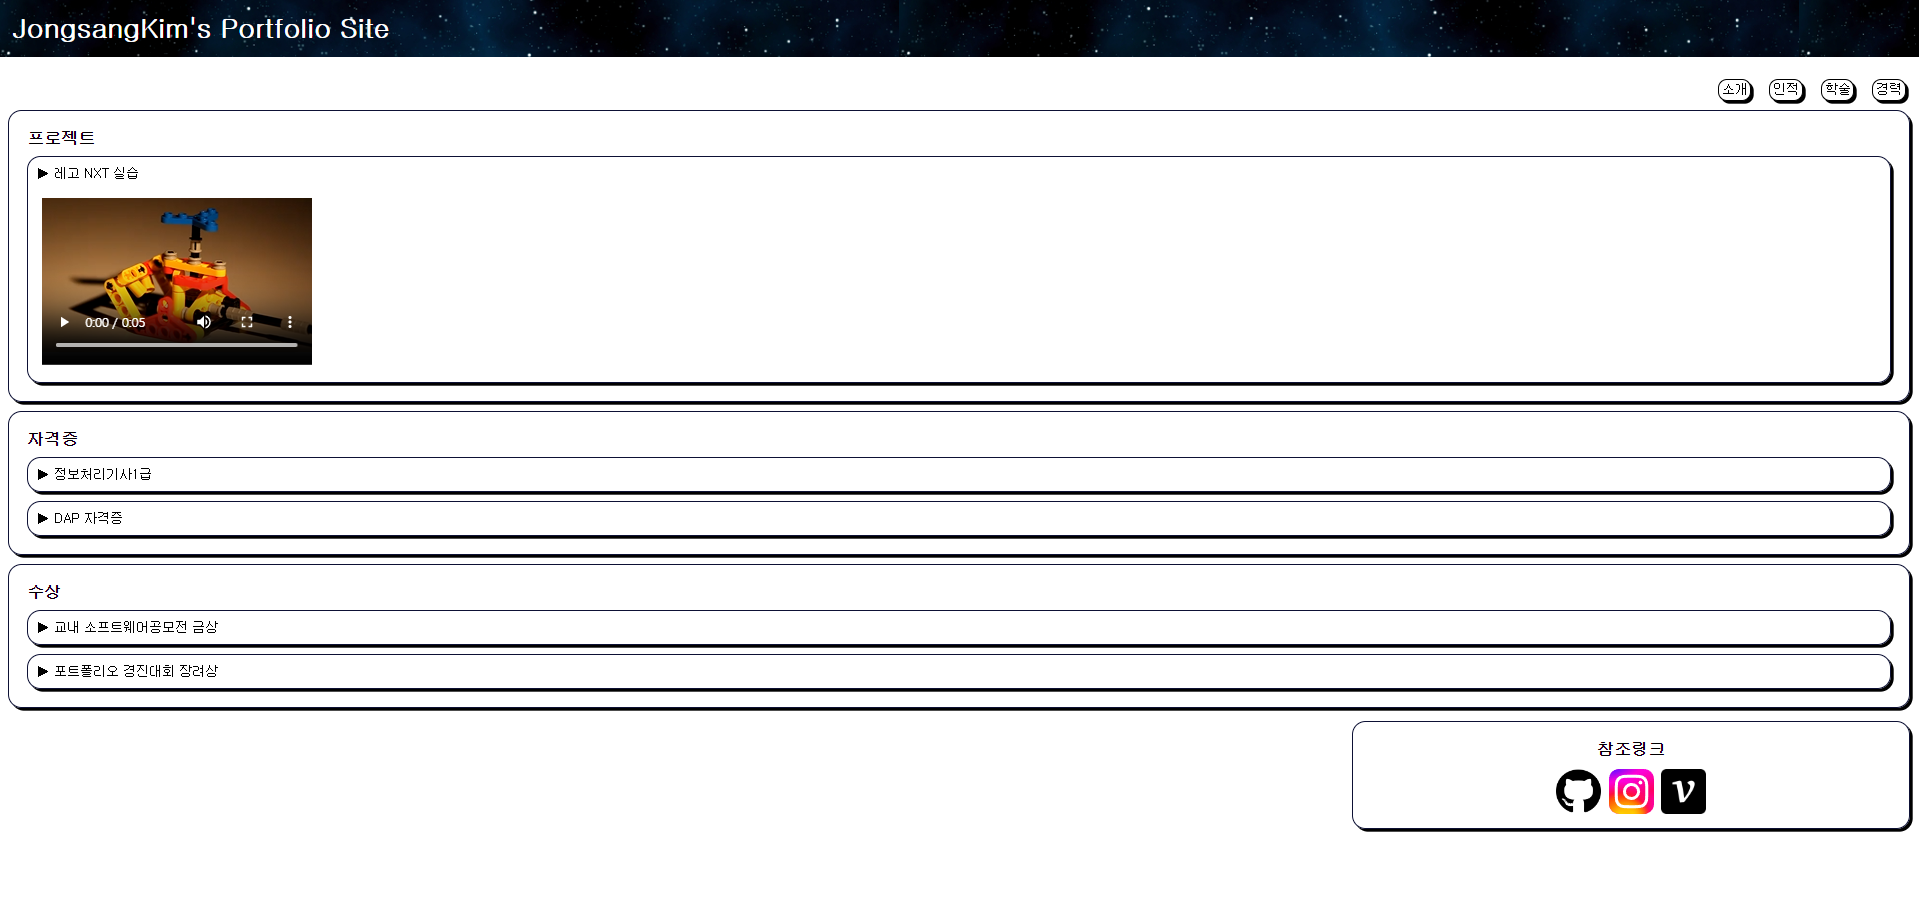 JongsangKim's Portfolio Site
소개 인적 학술 경력
프로젝트
▶ 레고 NXT 실습
0:00 / 0:05
자격증
▶ 정보처리기사1급
▶ DAP 자격증
수상
▶ 교내 소프트웨어공모전 금상
▶ 포트폴리오 경진대회 장려상
참조링크